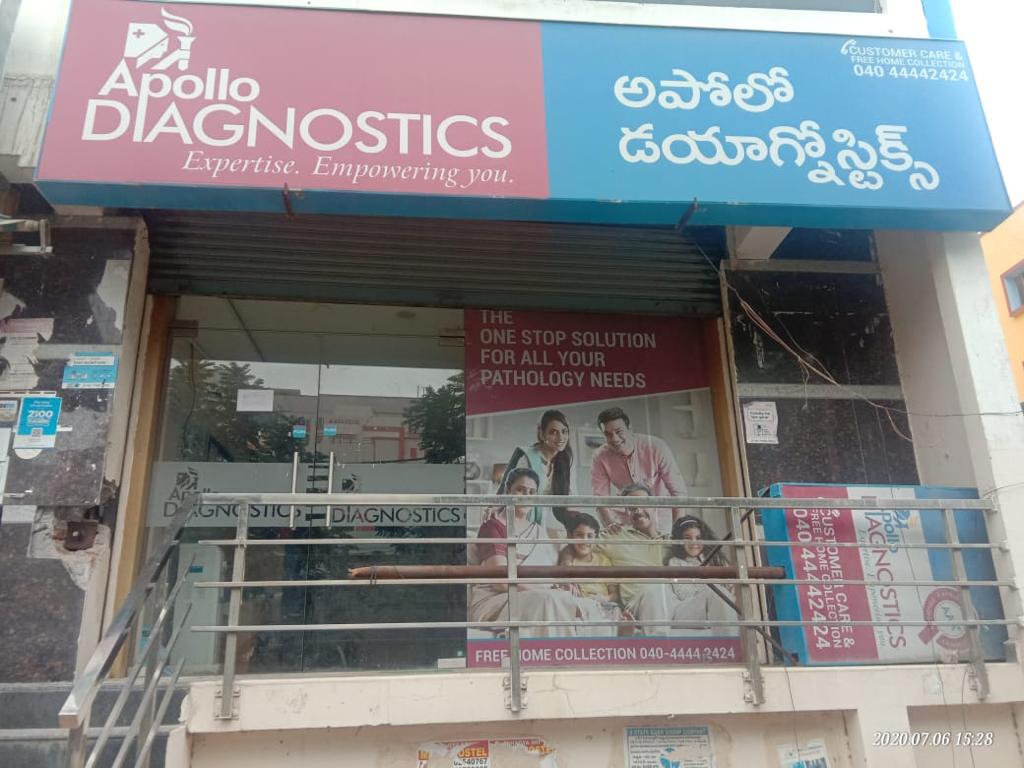 Apollo
DIAGNOSTICS
Expertise. Empowering you.
అపోలో
డయాగ్నోస్టిక్స్
CUSTOMER CARE &
FREE HOME COLLECTION
040 44442424
THE
ONE STOP SOLUTION
FOR ALL YOUR
PATHOLOGY NEEDS
2100
Apollo
DIAGNOSTICS
DIAGNOSTICS
FREE HOME COLLECTION 040-4444 2424
CUSTOMER CARE &
FREE HOME COLLECTION
040 44442424
Apollo
DIAGNOSTICS
2020.07.06 15:28